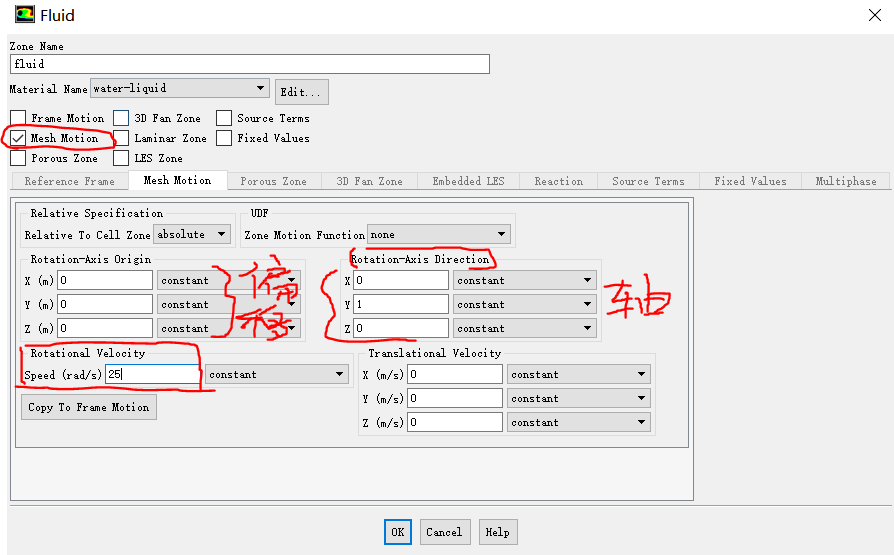 Fluid
Zone Name
fluid
Material Name water-liquid Edit...
Frame Motion 3D Fan Zone Source Terms
Mesh Motion Laminar Zone Fixed Values
Porous Zone LES Zone
Reference Frame Mesh Motion Porous Zone 3D Fan Zone Embedded LES Reaction Source Terms Fixed Values Multiphase
Relative Specification UDF
Relative To Cell Zone absolute Zone Motion Function none
Rotation-Axis Origin Rotation-Axis Direction
X (m) 0 constant X 0 constant
Y (m) 0 constant Y 1 constant
Z (m) 0 constant Z 0 constant
偏移
Rotational Velocity Translational Velocity
Speed (rad/s) 25 constant X (m/s) 0 constant
Y (m/s) 0 constant
Copy To Frame Motion Z (m/s) 0 constant
OK Cancel Help